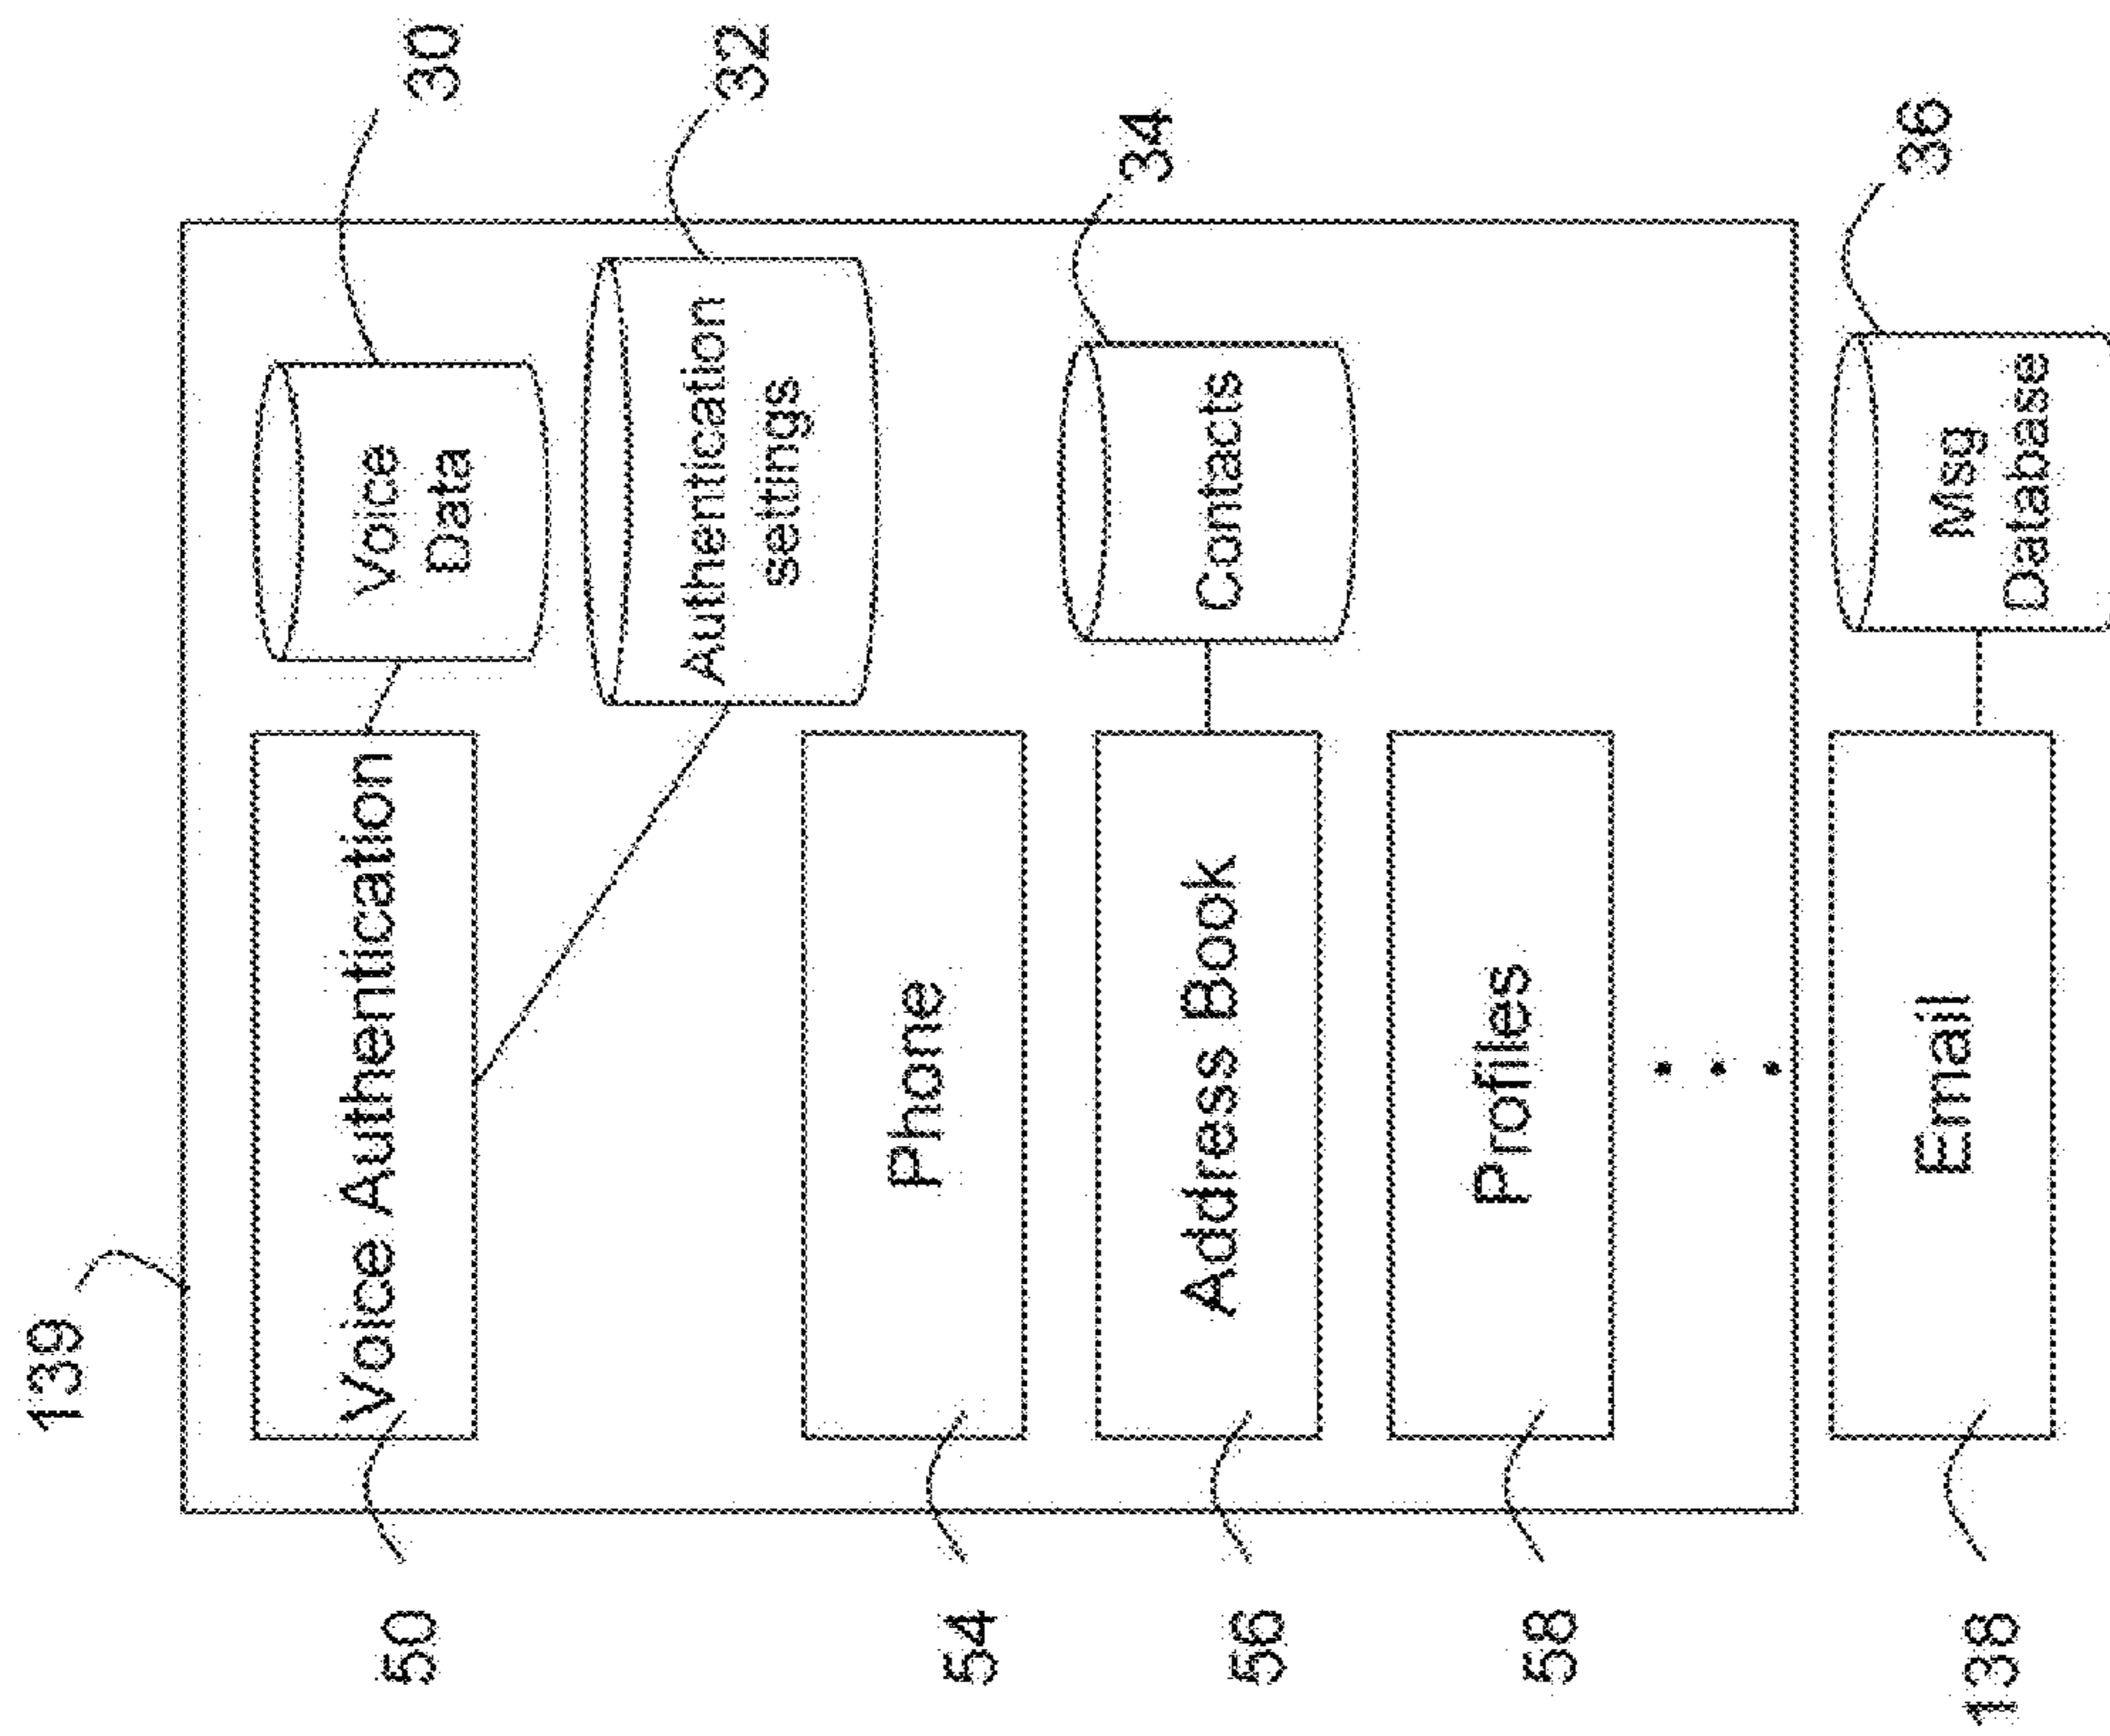 139
50
Voice Authentication
Voice
Data
30
Authentication
settings
32
54
Phone
56
Address Book
Contacts
34
58
Profiles
138
Email
Msg
Database
36